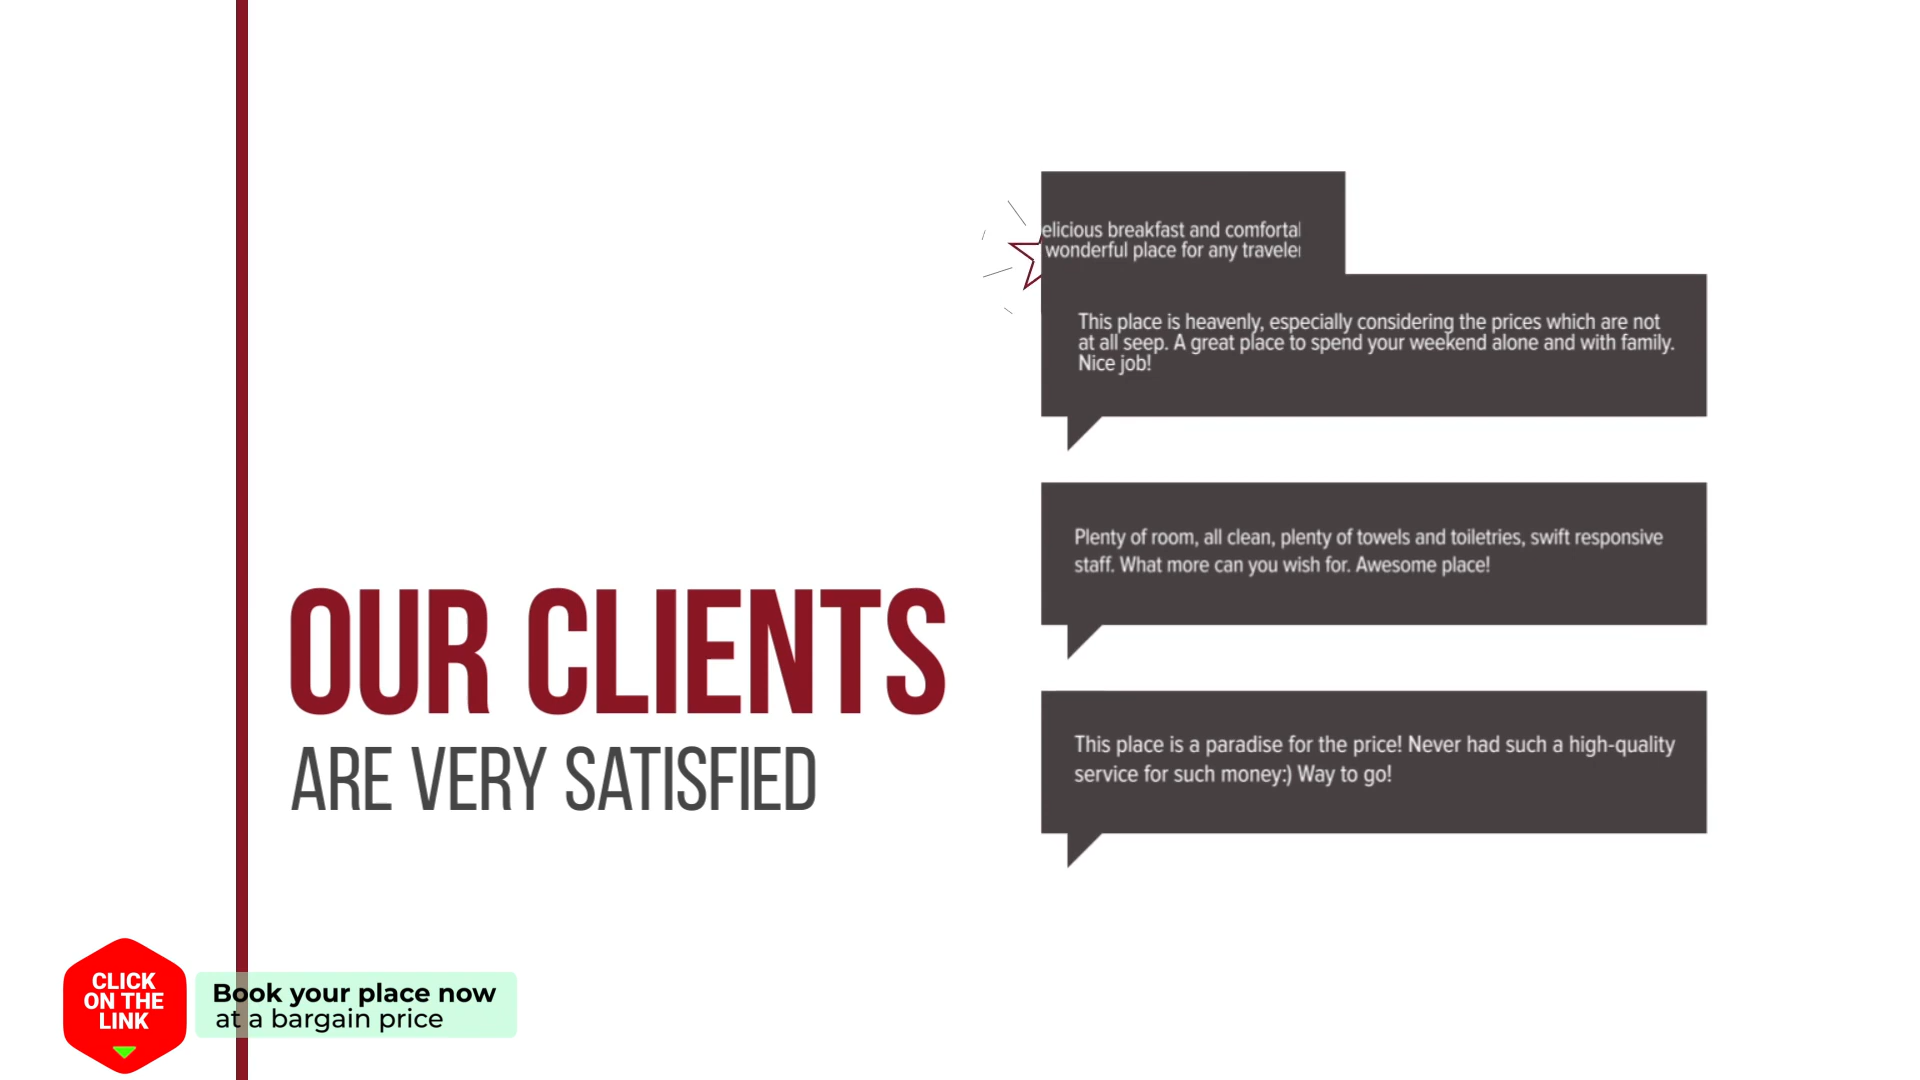 OUR CLIENTS
ARE VERY SATISFIED
elicious breakfast and comfortal
wonderful place for any traveler
This place is heavenly, especially considering the prices which are not
at all seep. A great place to spend your weekend alone and with family.
Nice job!
Plenty of room, all clean, plenty of towels and toiletries, swift responsive
staff. What more can you wish for. Awesome place!
This place is a paradise for the price! Never had such a high-quality
service for such money:) Way to go!
CLICK
ON THE
LINK
Book your place now
at a bargain price